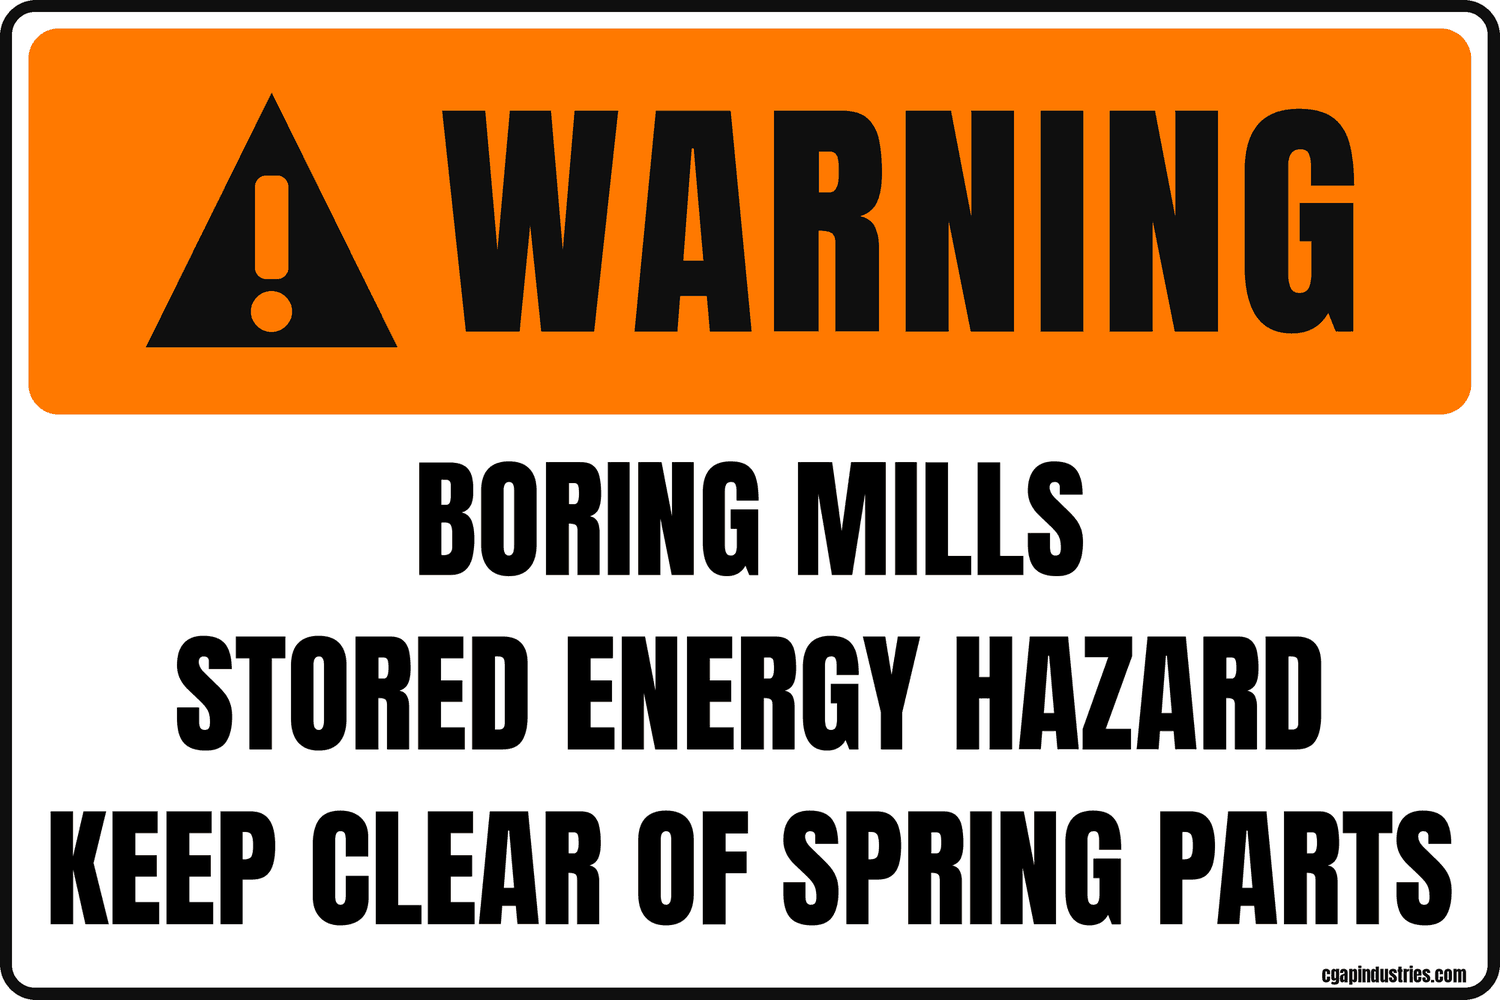 WARNING
BORING MILLS
STORED ENERGY HAZARD
KEEP CLEAR OF SPRING PARTS
cgapindustries.com